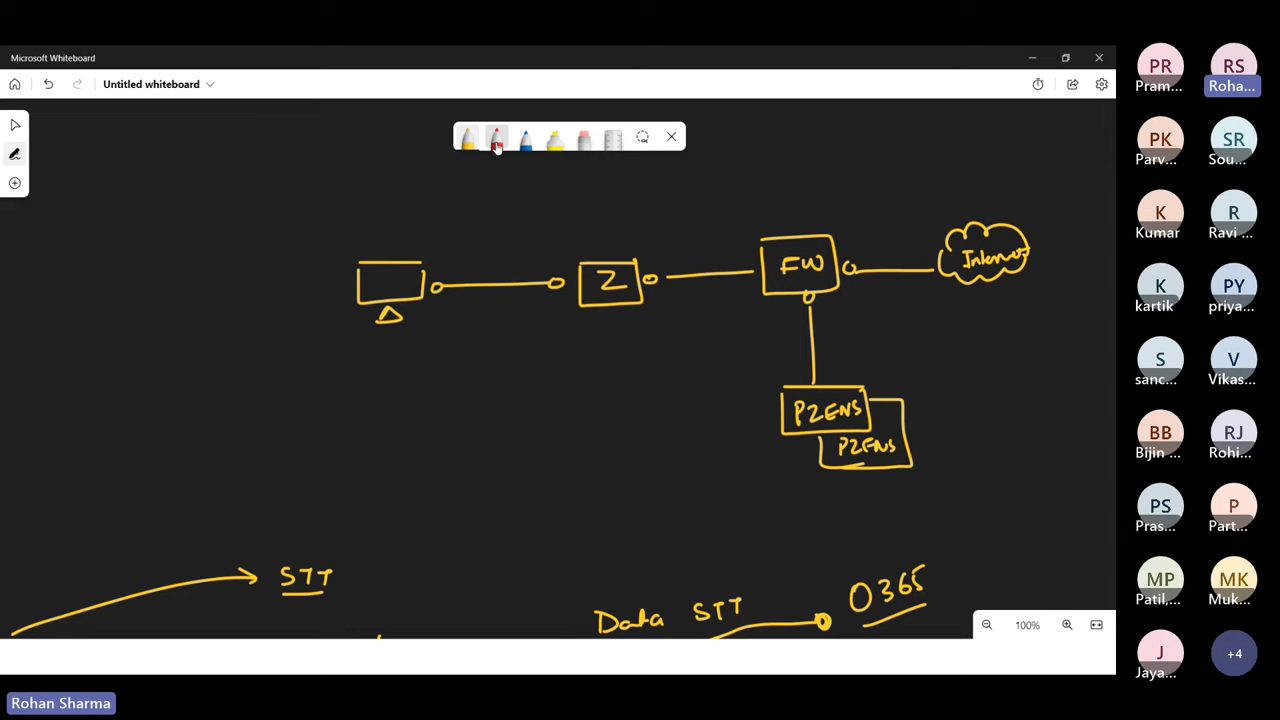 Microsoft Whiteboard
Untitled whiteboard
Z
FW
Internet
PZENS
PZENS
STT
Data STT
O365
100%
PR
Pram...
RS
Roha...
PK
Parv...
SR
Sou...
K
Kumar
R
Ravi ...
K
kartik
PY
priya...
S
sanc...
V
Vikas...
BB
Bijin ...
RJ
Rohi...
PS
Pras...
P
Part...
MP
Patil,...
MK
Muk...
J
Jaya...
+4
Rohan Sharma